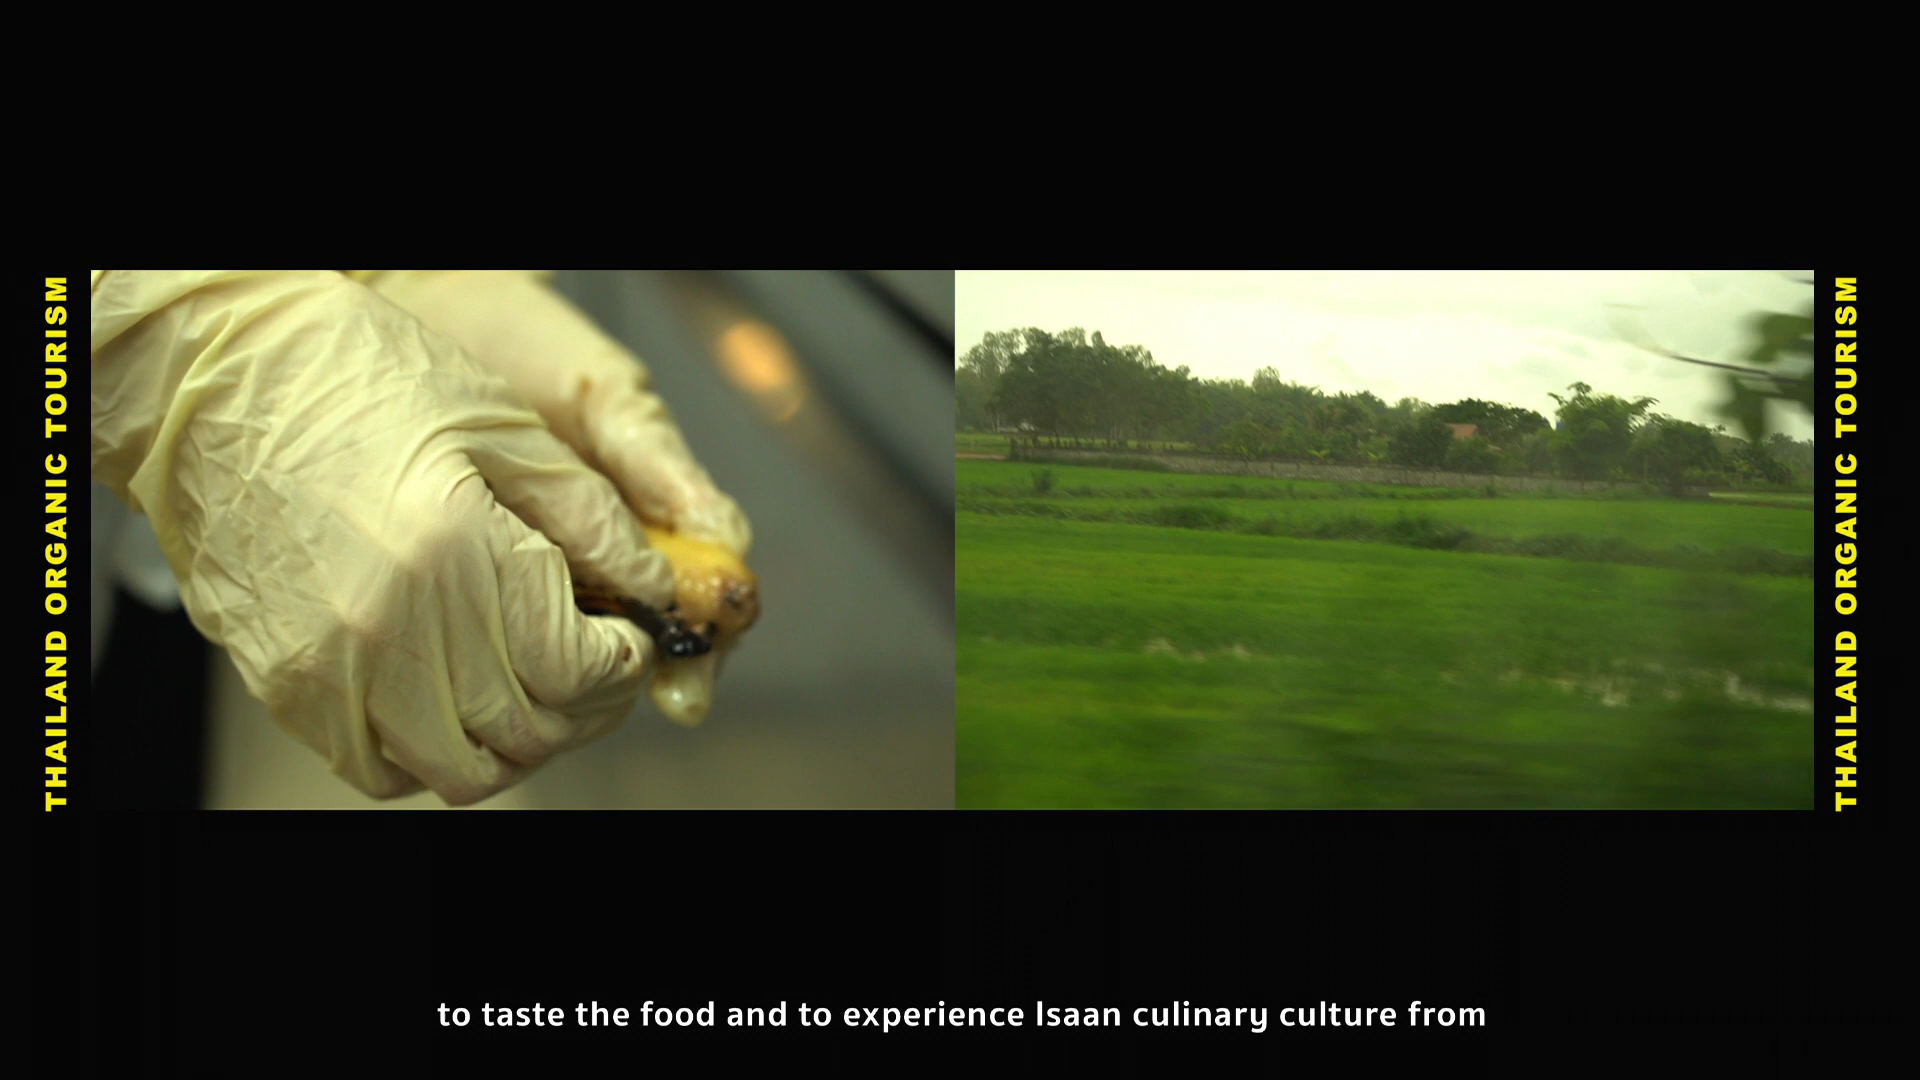 THAILAND ORGANIC TOURISM
THAILAND ORGANIC TOURISM
to taste the food and to experience Isaan culinary culture from